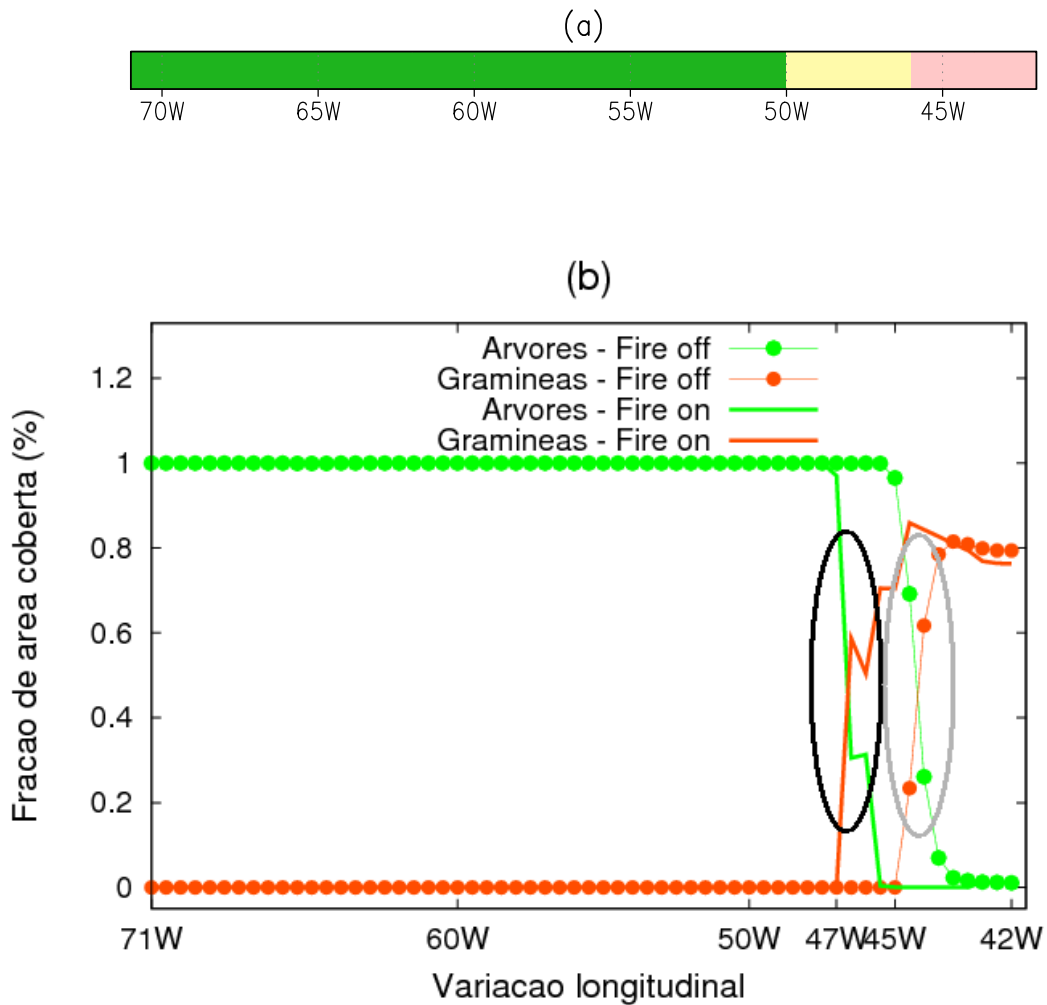 (a)
70W 65W 60W 55W 50W 45W
(b)
Arvores - Fire off
Gramineas - Fire off
Arvores - Fire on
Gramineas - Fire on
1.2
1
0.8
0.6
0.4
0.2
0
Fracao de area coberta (%)
71W 60W 50W 47W 45W 42W
Variacao longitudinal